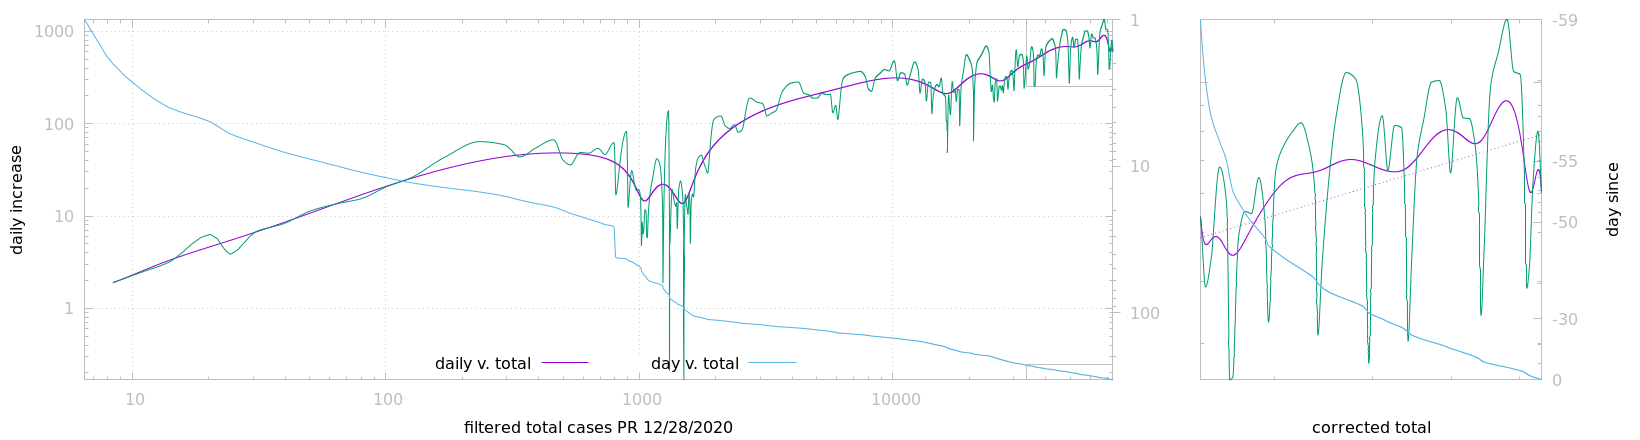 1000
100
10
1
daily increase
1
10
100
daily v. total
day v. total
10
100
1000
10000
filtered total cases PR 12/28/2020
-59
-55
-50
-30
0
day since
corrected total